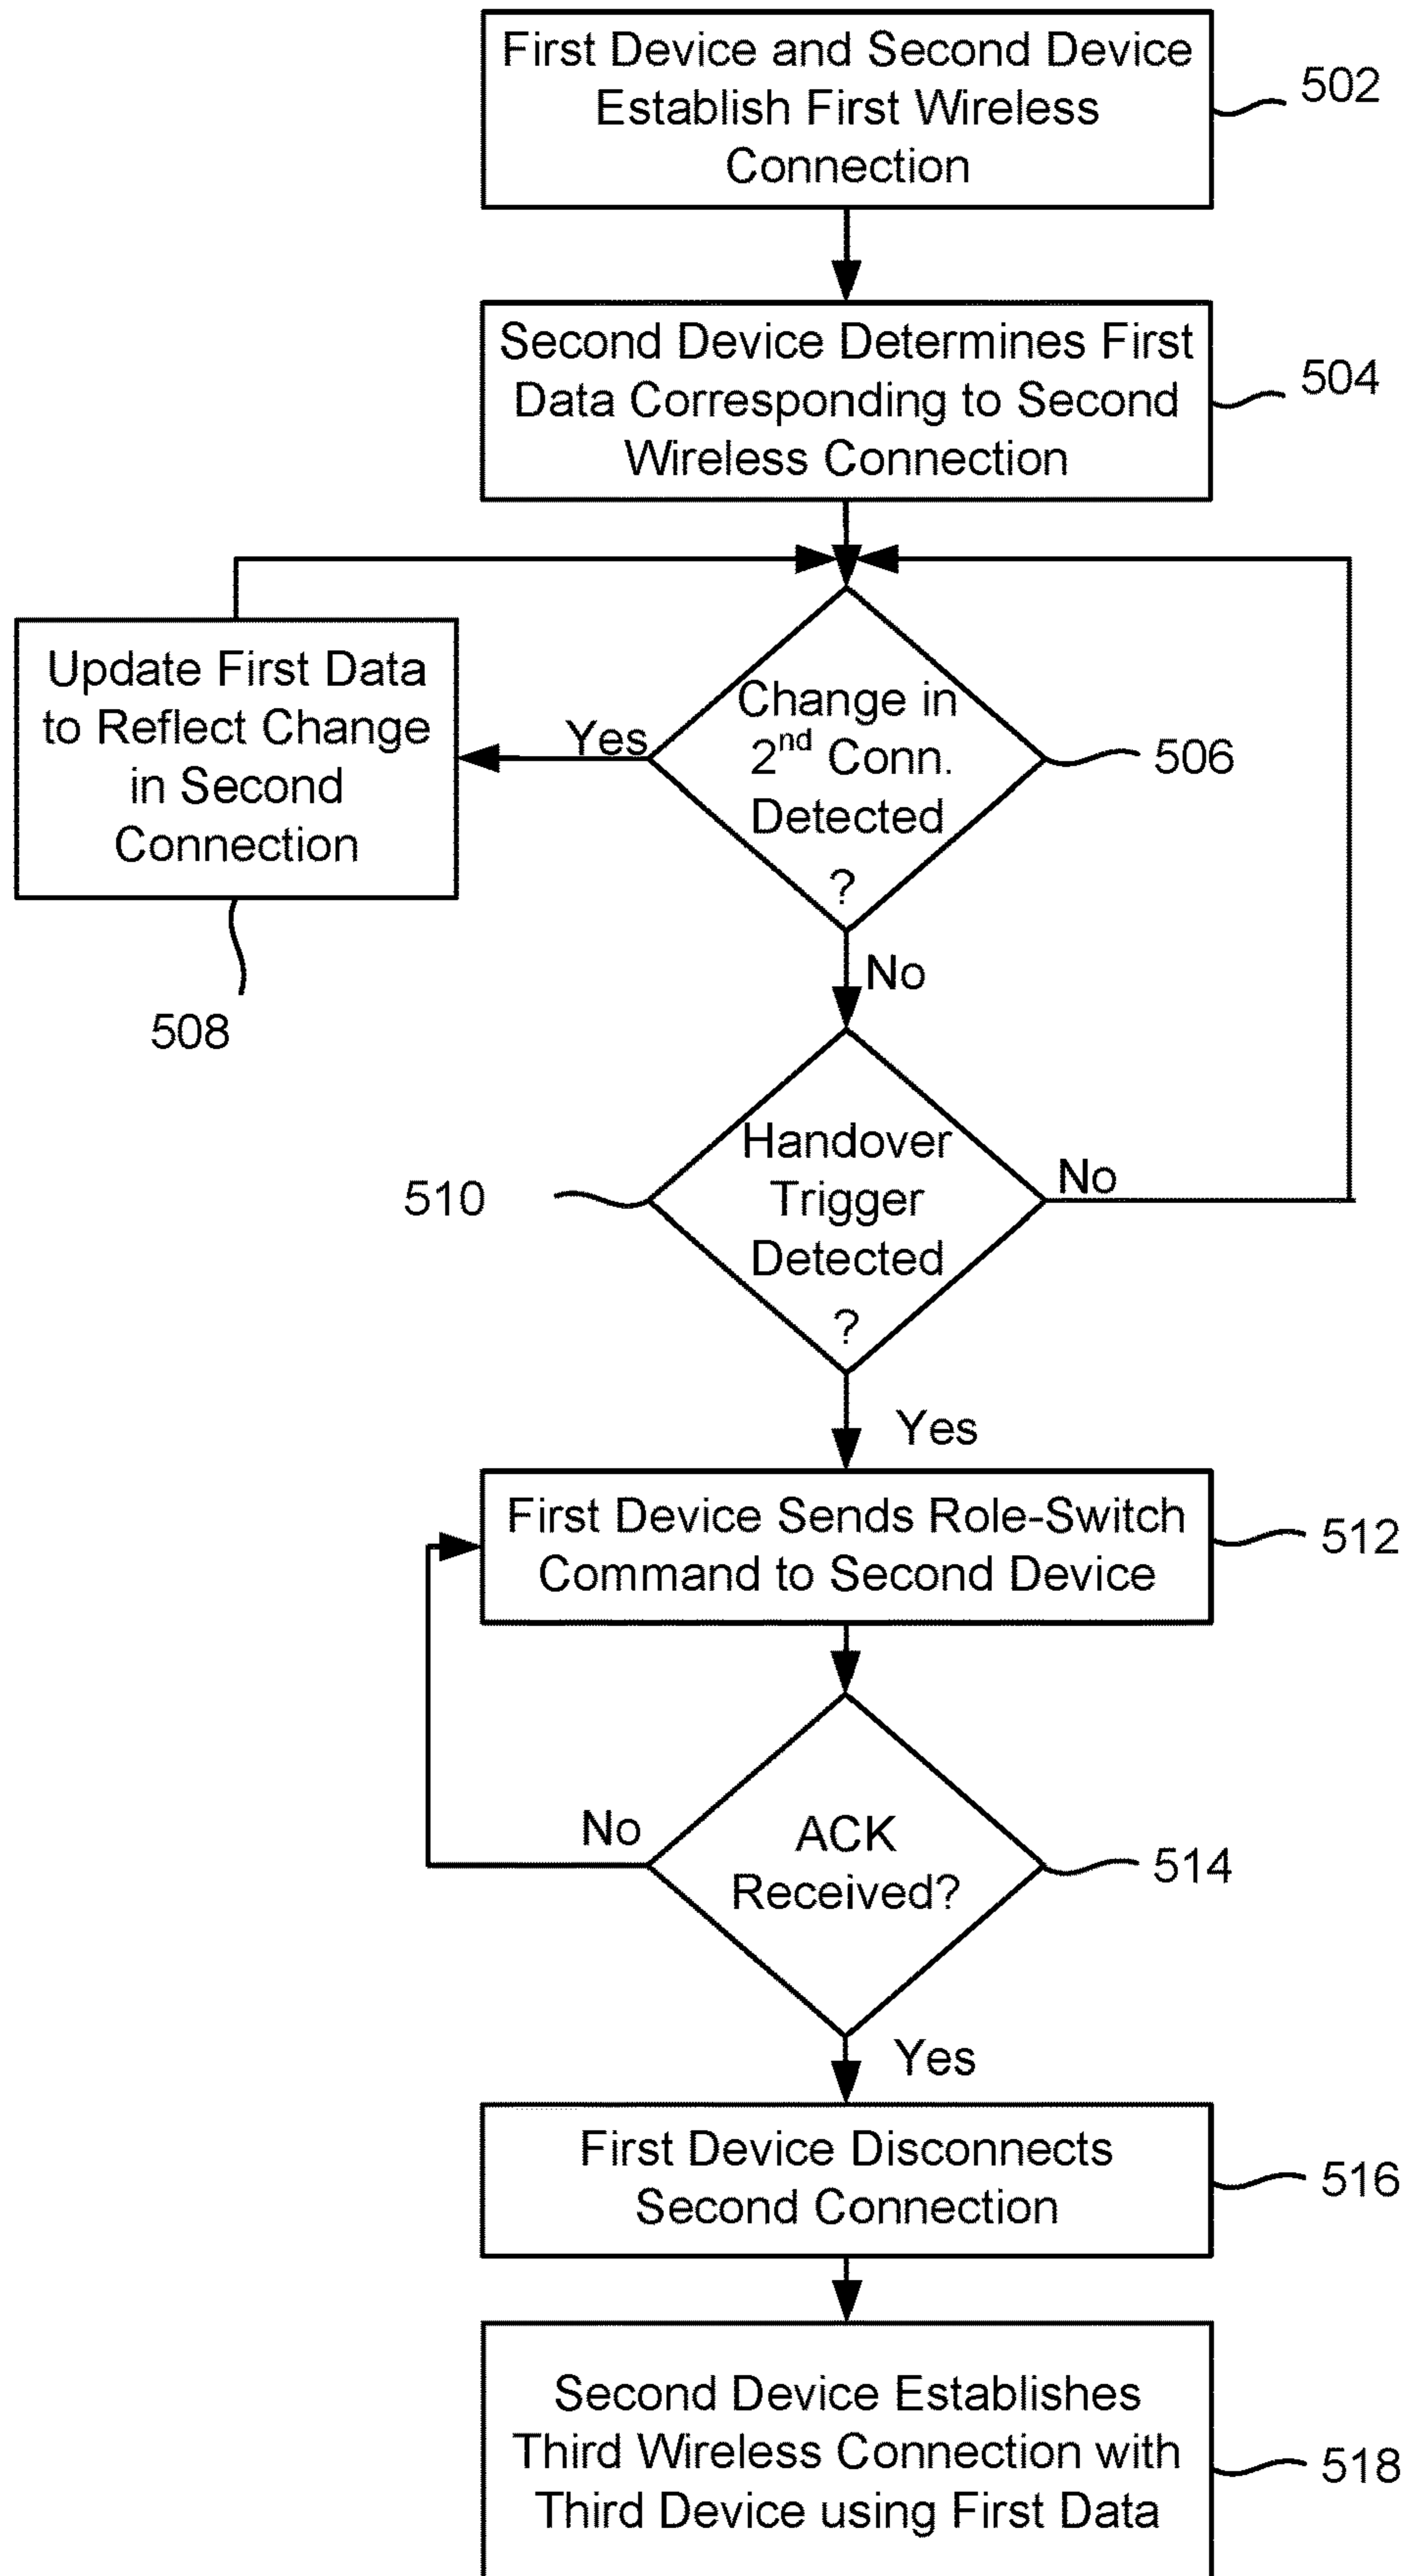 First Device and Second Device
Establish First Wireless
Connection
502
Second Device Determines First
Data Corresponding to Second
Wireless Connection
504
Update First Data
to Reflect Change
in Second
Connection
508
Yes
Change in
2nd Conn.
Detected
?
506
No
Handover
Trigger
Detected
?
510
No
Yes
First Device Sends Role-Switch
Command to Second Device
512
No
ACK
Received?
514
Yes
First Device Disconnects
Second Connection
516
Second Device Establishes
Third Wireless Connection with
Third Device using First Data
518